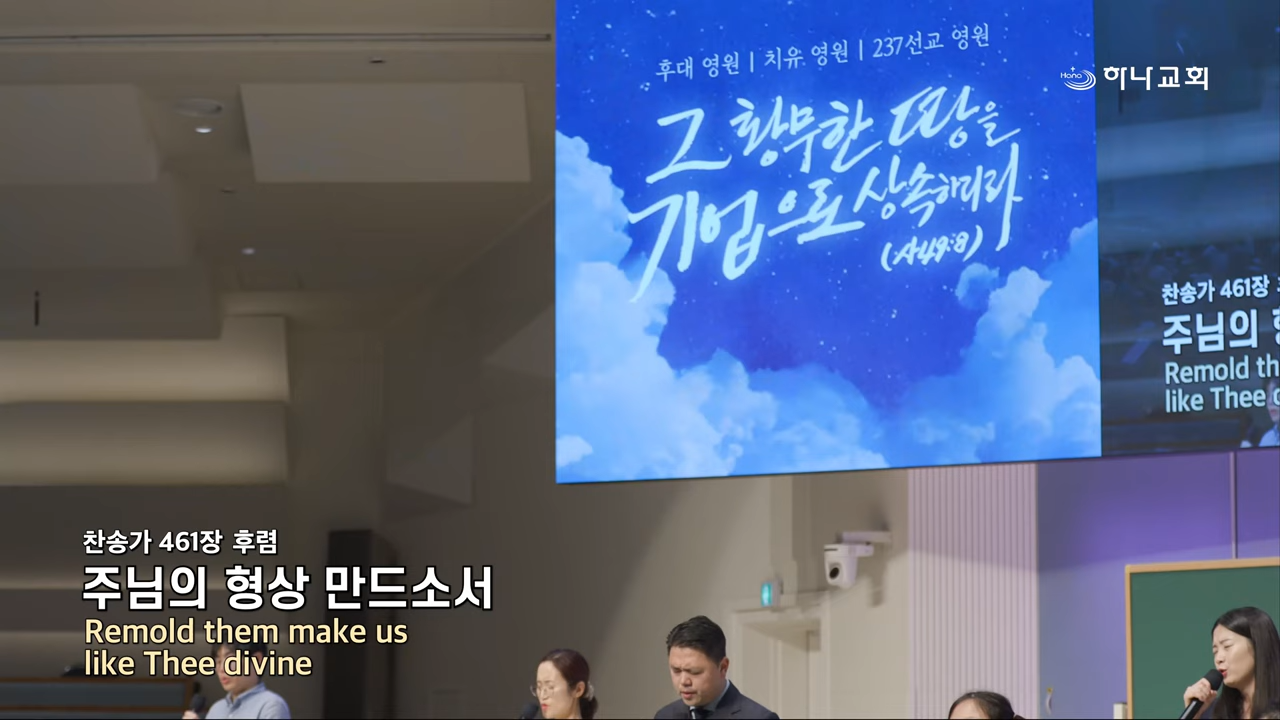 후대 영원 | 치유 영원 | 237선교 영원
그 황무한 땅을
기업으로 상속하리라
(사49:8)
Hana 하나교회
찬송가 461장
주님의
Remold th
like Thee
찬송가 461장 후렴
주님의 형상 만드소서
Remold them make us
like Thee divine